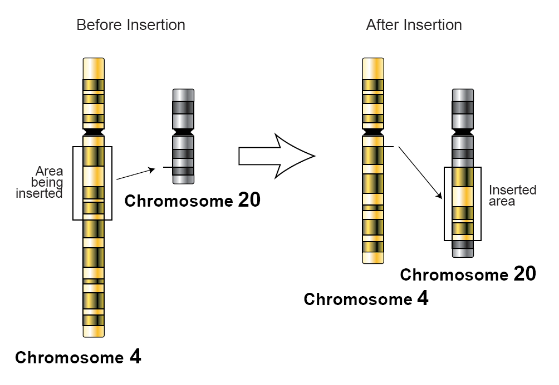 Before Insertion
After Insertion
Area
being
inserted
Chromosome 20
Inserted
area
Chromosome 20
Chromosome 4
Chromosome 4